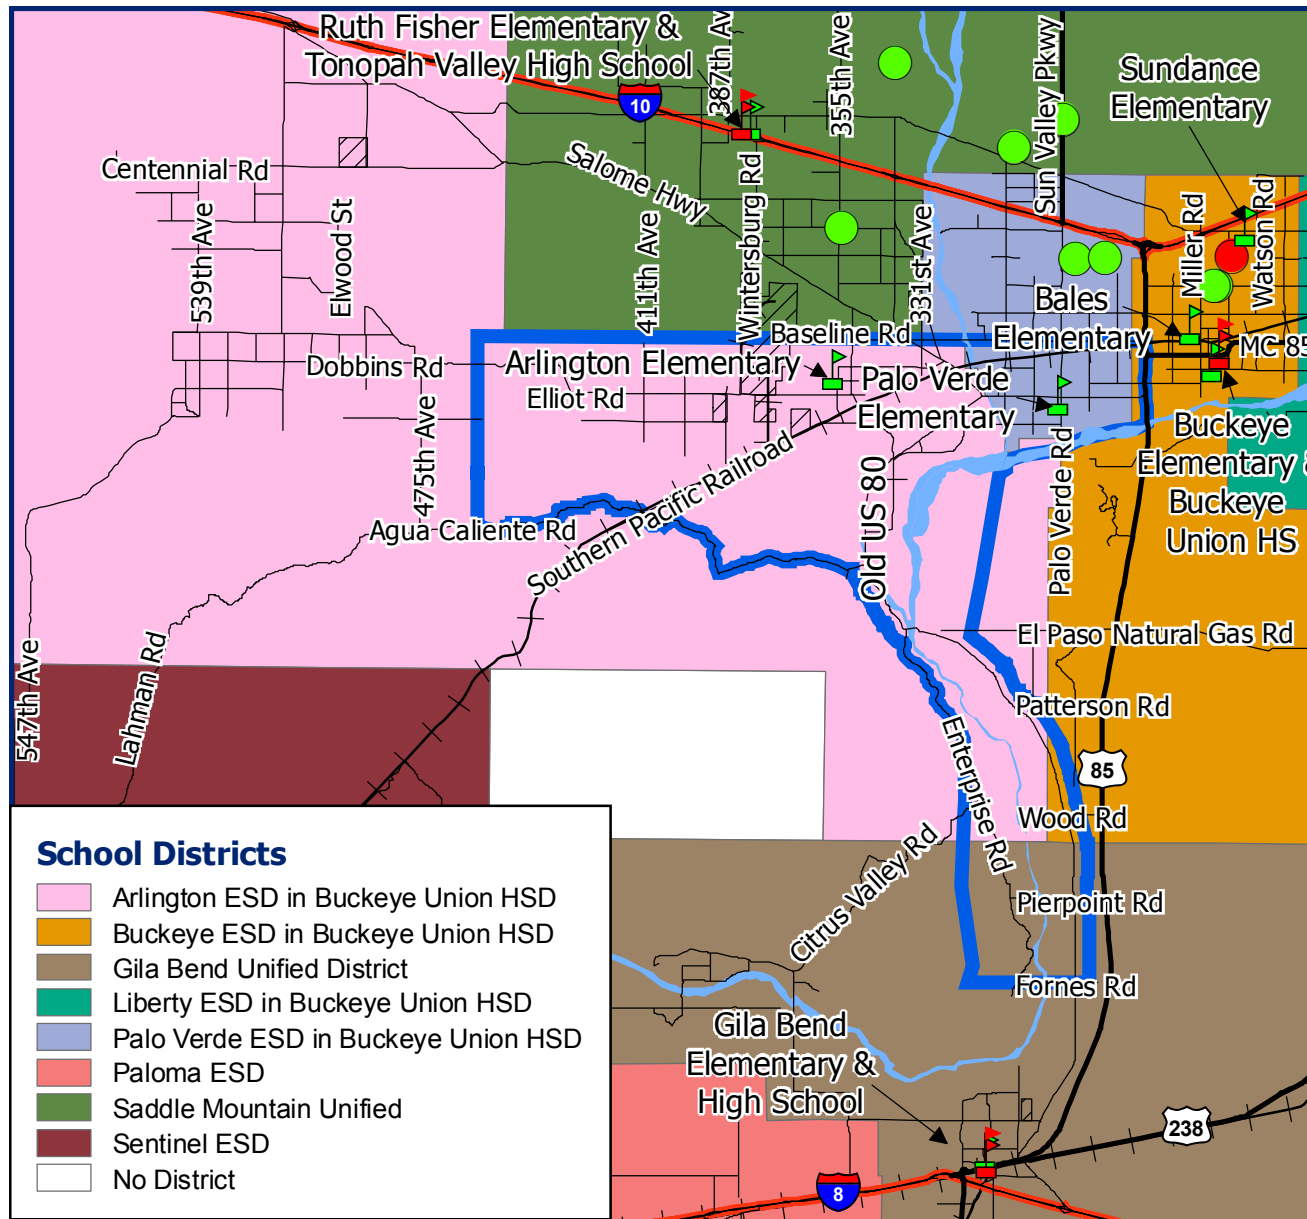 Ruth Fisher Elementary &
Tonopah Valley High School
387th Av
355th Ave
Sun Valley Pkwy
Sundance
Elementary
10
Centennial Rd
Salome Hwy
539th Ave
Elwood St
411th Ave
Wintersburg Rd
331st Ave
Miller Rd
Watson Rd
Bales
Elementary
Baseline Rd
MC 85
Dobbins Rd
Arlington Elementary
Elliot Rd
Palo Verde
Elementary
475th Ave
Buckeye
Elementary &
Buckeye
Union HS
Southern Pacific Railroad
Old US 80
Palo Verde Rd
Agua Caliente Rd
El Paso Natural Gas Rd
547th Ave
Lahman Rd
Patterson Rd
Enterprise Rd
85
Wood Rd
Citrus Valley Rd
Pierpoint Rd
Fornes Rd
Gila Bend
Elementary &
High School
238
8
School Districts
Arlington ESD in Buckeye Union HSD
Buckeye ESD in Buckeye Union HSD
Gila Bend Unified District
Liberty ESD in Buckeye Union HSD
Palo Verde ESD in Buckeye Union HSD
Paloma ESD
Saddle Mountain Unified
Sentinel ESD
No District